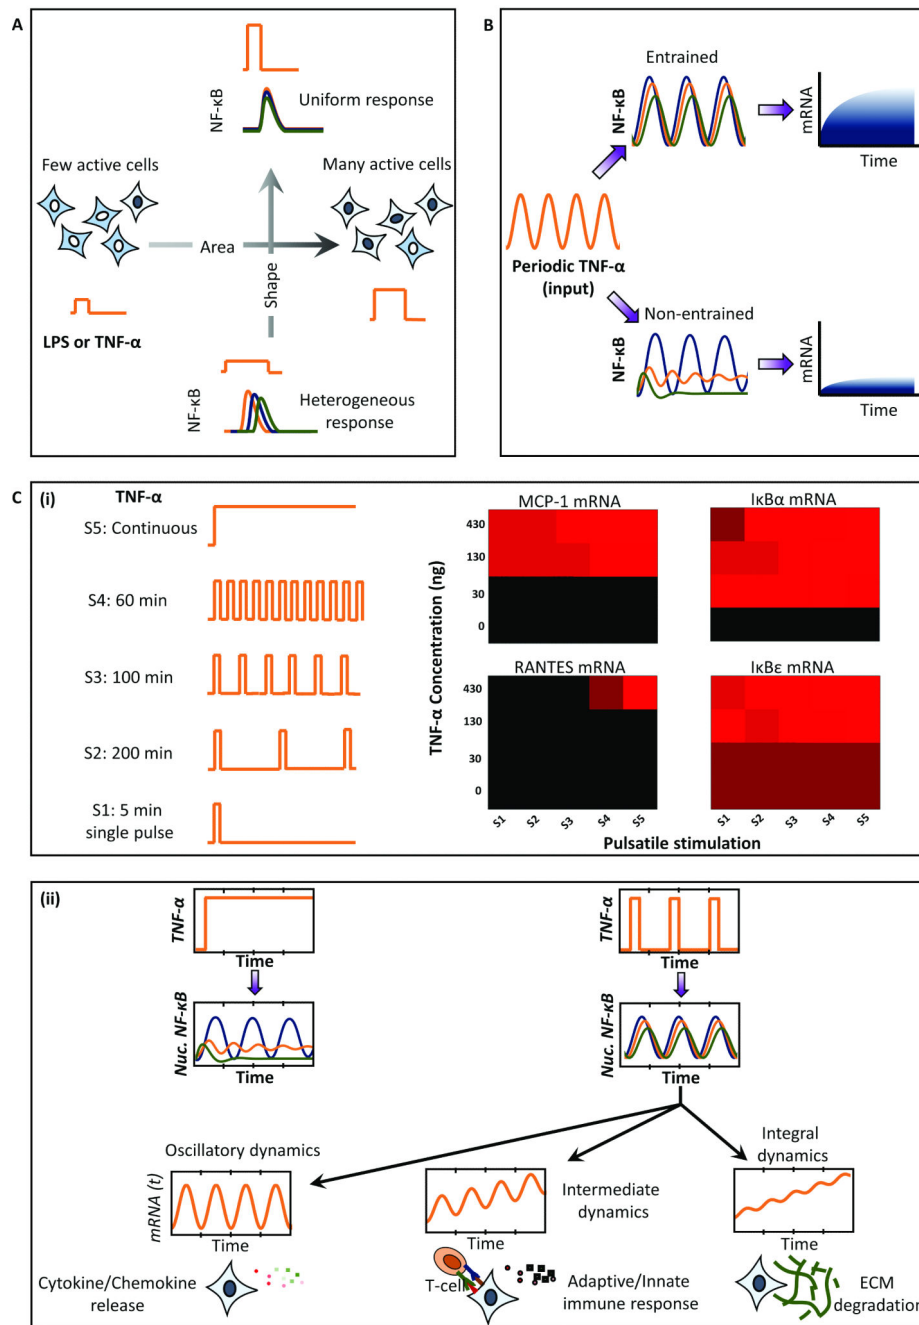 A
NF-κB
Uniform response
Few active cells
Many active cells
Area
Shape
LPS or TNF-α
NF-κB
Heterogeneous
response
B
Entrained
NF-κB
mRNA
Time
Periodic TNF-α
(input)
Non-entrained
NF-κB
mRNA
Time
C
(i)
TNF-α
S5: Continuous
S4: 60 min
S3: 100 min
S2: 200 min
S1: 5 min
single pulse
TNF-α Concentration (ng)
MCP-1 mRNA
IκBα mRNA
430
130
30
0
RANTES mRNA
IκBε mRNA
430
130
30
0
S1 S2 S3 S4 S5
S1 S2 S3 S4 S5
Pulsatile stimulation
(ii)
TNF-α
Time
TNF-α
Time
Nuc. NF-κB
Time
Nuc. NF-κB
Time
Oscillatory dynamics
mRNA (t)
Time
Cytokine/Chemokine
release
Intermediate
dynamics
Time
T-cell
Adaptive/Innate
immune response
Integral
dynamics
Time
ECM
degradation